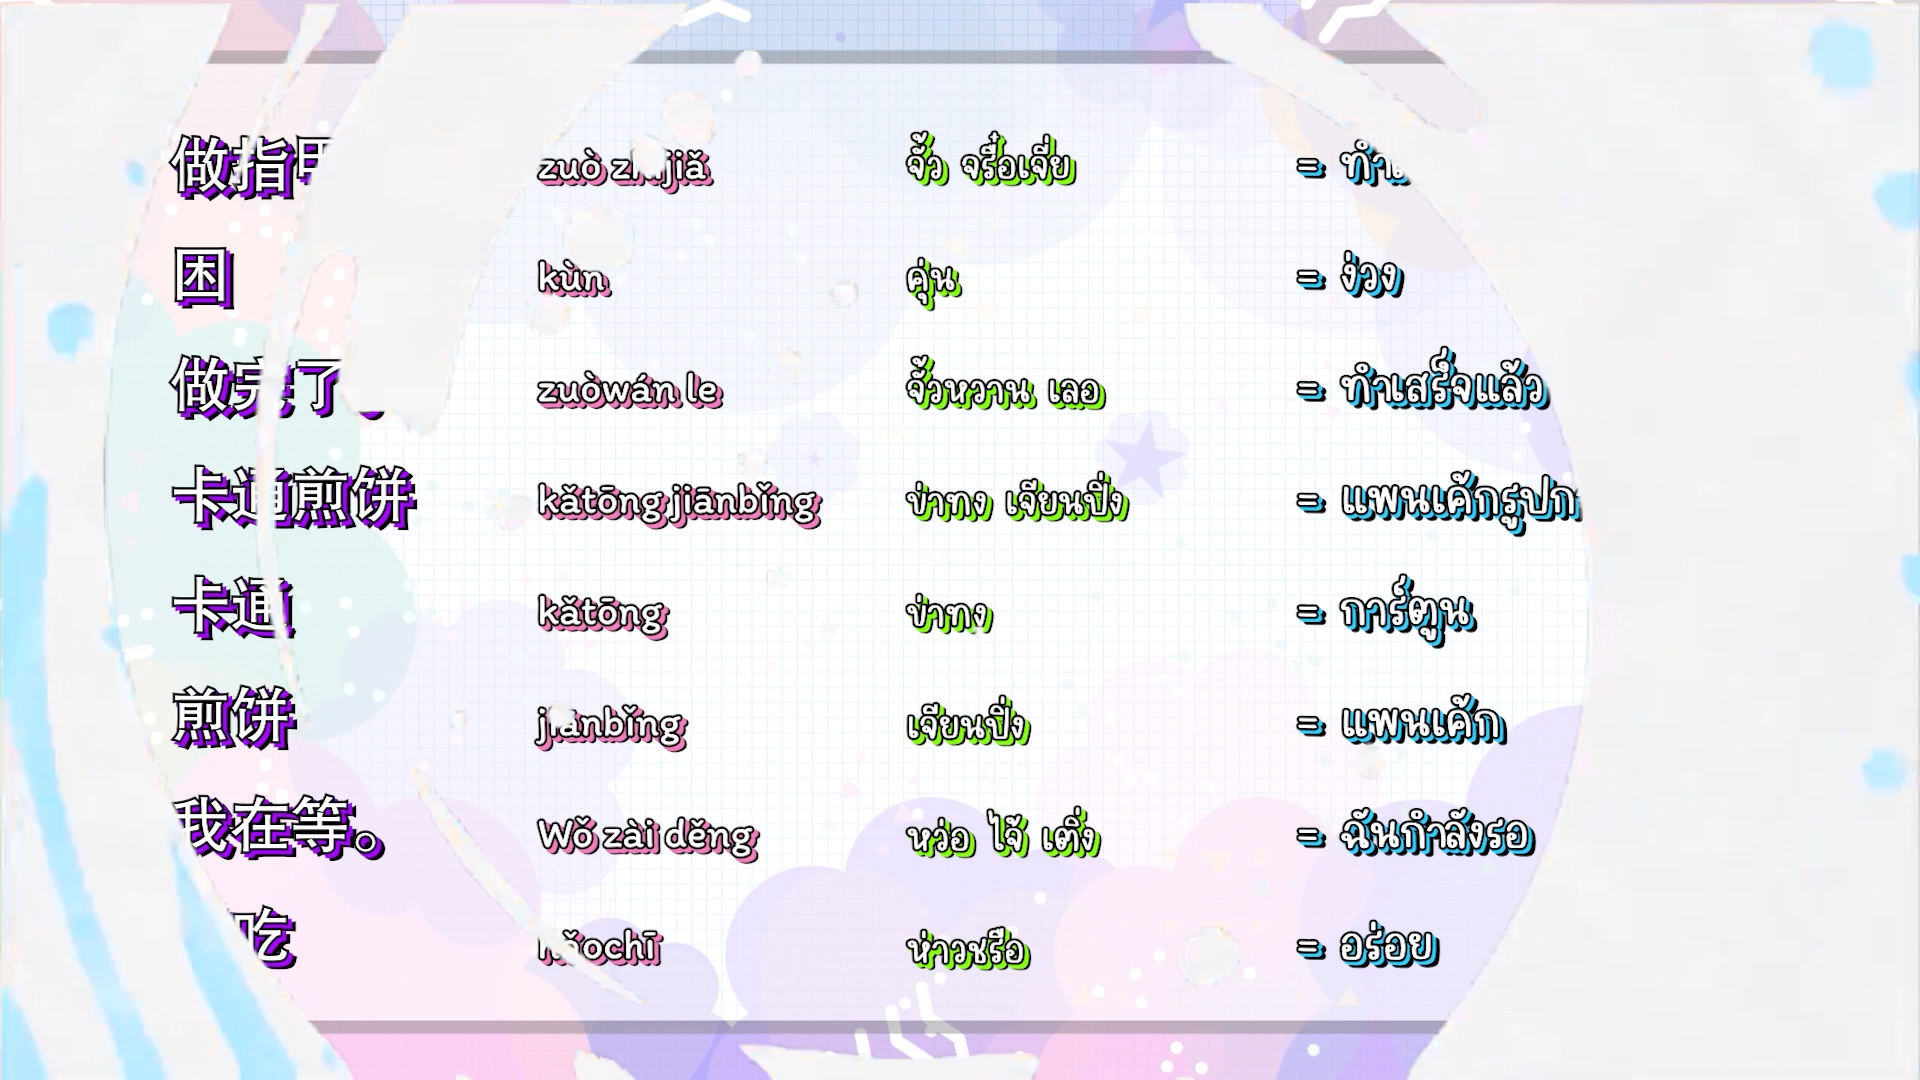 做指 zuò jiǎ จั้ว จรื๋อเจี่ย =
困 kùn คุ่น = ง่วง
做完了 zuòwán le จั้วหวาน เลอ = ทำเสร็จแล้ว
卡通煎饼 kǎtōng jiānbǐng ข่าทง เจียนปิ่ง = แพนเค้กรูปก
卡通 kǎtōng ข่าทง = การ์ตูน
煎饼 jiānbǐng เจียนปิ่ง = แพนเค้ก
我在等。 Wǒ zài děng หว่อ ไจ้ เติ่ง = ฉันกำลังรอ
吃 hǎochī ห่าวชรือ = อร่อย